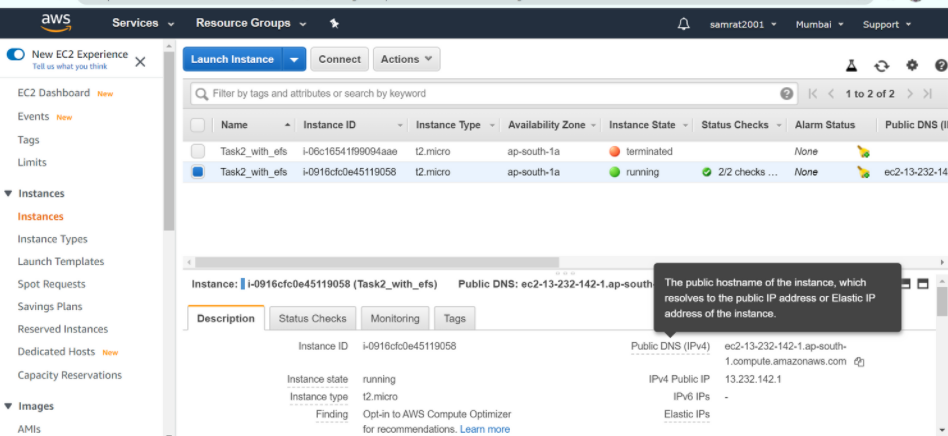 aws Services Resource Groups samrat2001 Mumbai Support
New EC2 Experience
Tell us what you think
EC2 Dashboard New
Events New
Tags
Limits
Instances
Instances
Instance Types
Launch Templates
Spot Requests
Savings Plans
Reserved Instances
Dedicated Hosts New
Capacity Reservations
Images
AMIs
Launch Instance Connect Actions
Filter by tags and attributes or search by keyword 1 to 2 of 2
Name Instance ID Instance Type Availability Zone Instance State Status Checks Alarm Status Public DNS (I
Task2_with_efs i-06c16541f99094aae t2.micro ap-south-1a terminated None
Task2_with_efs i-0916cfc0e45119058 t2.micro ap-south-1a running 2/2 checks ... None ec2-13-232-14
Instance: i-0916cfc0e45119058 (Task2_with_efs) Public DNS: ec2-13-232-142-1.ap-south-
The public hostname of the instance, which
resolves to the public IP address or Elastic IP
address of the instance.
Description Status Checks Monitoring Tags
Instance ID i-0916cfc0e45119058
Instance state running
Instance type t2.micro
Finding Opt-in to AWS Compute Optimizer
for recommendations. Learn more
Public DNS (IPv4) ec2-13-232-142-1.ap-south-
1.compute.amazonaws.com
IPv4 Public IP 13.232.142.1
IPv6 IPs -
Elastic IPs